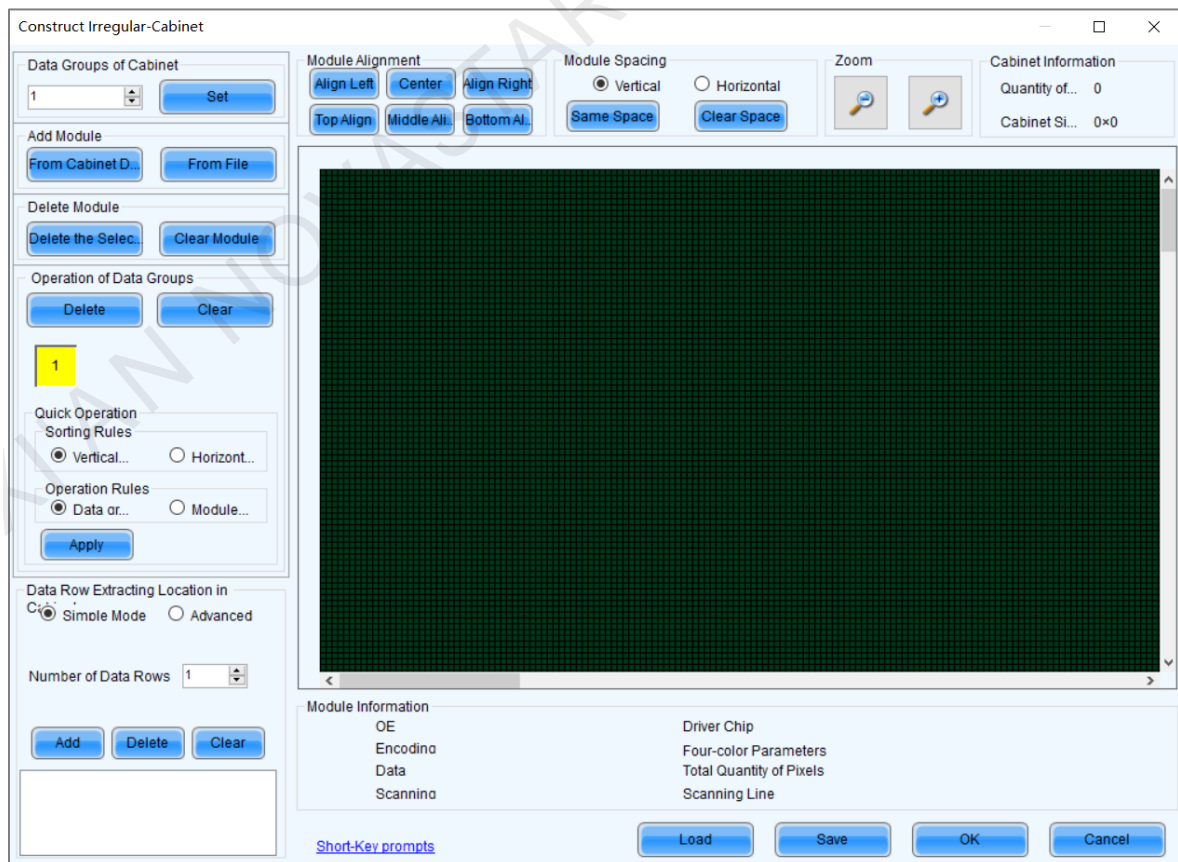 Construct Irregular-Cabinet
Data Groups of Cabinet
1
Set
Add Module
From Cabinet D...
From File
Delete Module
Delete the Selec...
Clear Module
Operation of Data Groups
Delete
Clear
1
Quick Operation
Sorting Rules
Vertical...
Horizont...
Operation Rules
Data gr...
Module...
Apply
Data Row Extracting Location in
Simple Mode
Advanced
Number of Data Rows
1
Add
Delete
Clear
Module Alignment
Align Left
Center
Align Right
Top Align
Middle Ali..
Bottom Al..
Module Spacing
Vertical
Horizontal
Same Space
Clear Space
Zoom
Cabinet Information
Quantity of... 0
Cabinet Si... 0×0
Module Information
OE
Driver Chip
Encoding
Four-color Parameters
Data
Total Quantity of Pixels
Scanning
Scanning Line
Short-Key prompts
Load
Save
OK
Cancel
XI'AN NOVASTAR